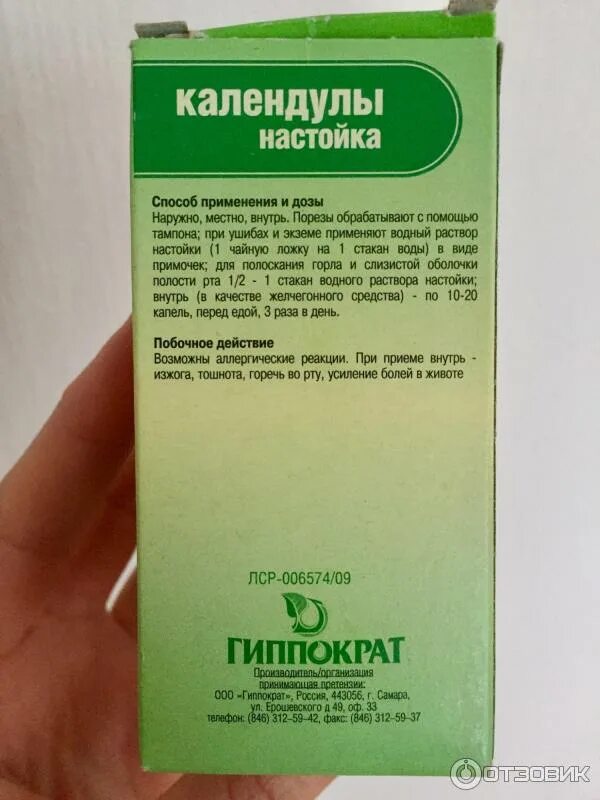 календулы
настойка
Способ применения и дозы
Наружно, местно, внутрь. Порезы обрабатывают с помощью
тампона; при ушибах и экземе применяют водный раствор
настойки (1 чайную ложку на 1 стакан воды) в виде
примочек; для полоскания горла и слизистой оболочки
полости рта 1/2 - 1 стакан водного раствора настойки;
внутрь (в качестве желчегонного средства) - по 10-20
капель, перед едой, 3 раза в день.
Побочное действие
Возможны аллергические реакции. При приеме внутрь -
изжога, тошнота, горечь во рту, усиление болей в животе
ЛСР-006574/09
ГИППОКРАТ
Производитель/организация
принимающая претензии:
ООО «Гиппократ», Россия, 443056, г. Самара,
ул. Ерошевского д 49, оф. 33
телефон: (846) 312-59-42, факс: (846) 312-59-37
ОТЗОВИК